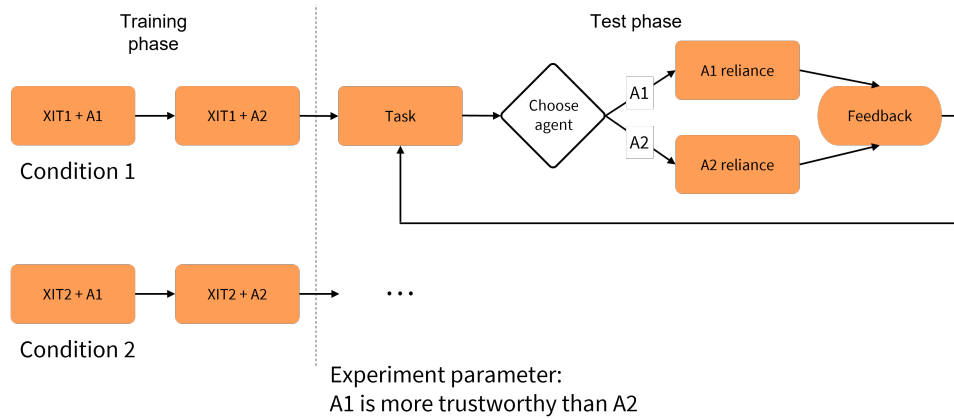 Training
phase
Test phase
XIT1 + A1
XIT1 + A2
Task
Choose
agent
A1
A2
A1 reliance
A2 reliance
Feedback
Condition 1
XIT2 + A1
XIT2 + A2
...
Condition 2
Experiment parameter:
A1 is more trustworthy than A2